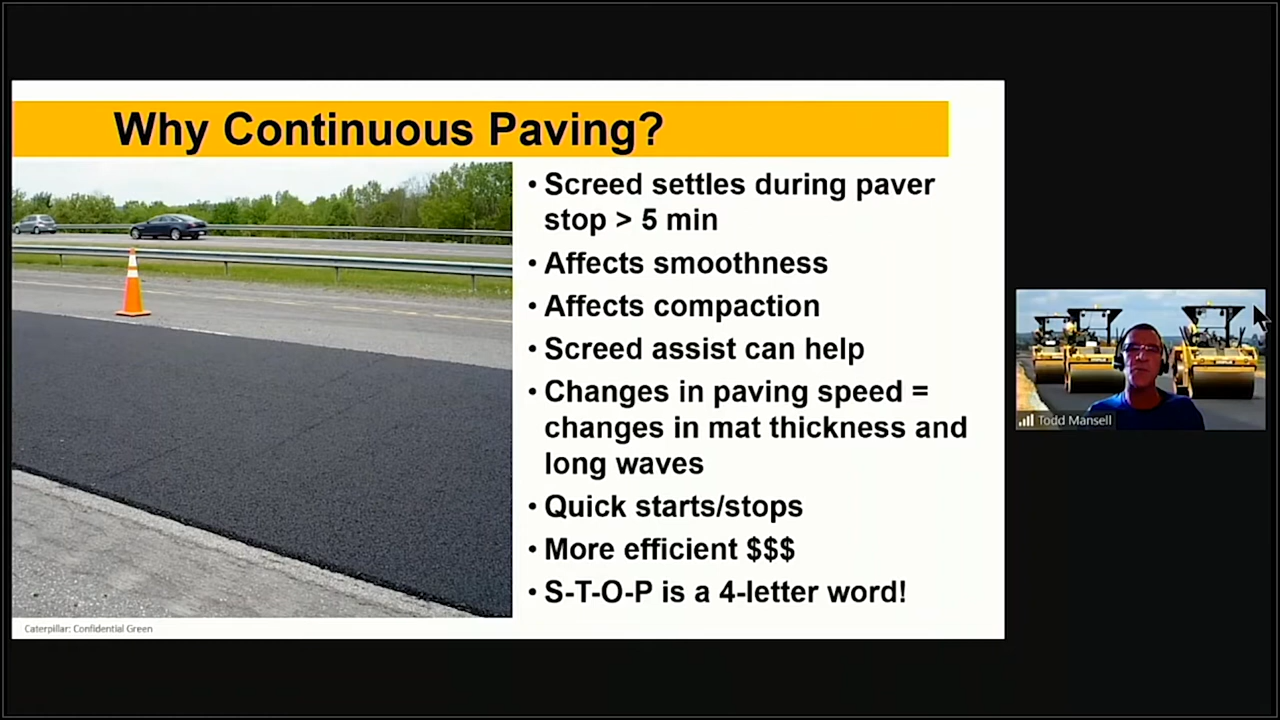 Why Continuous Paving?
• Screed settles during paver
stop > 5 min
• Affects smoothness
• Affects compaction
• Screed assist can help
• Changes in paving speed =
changes in mat thickness and
long waves
• Quick starts/stops
• More efficient $$$
• S-T-O-P is a 4-letter word!
Caterpillar: Confidential Green
Todd Mansell